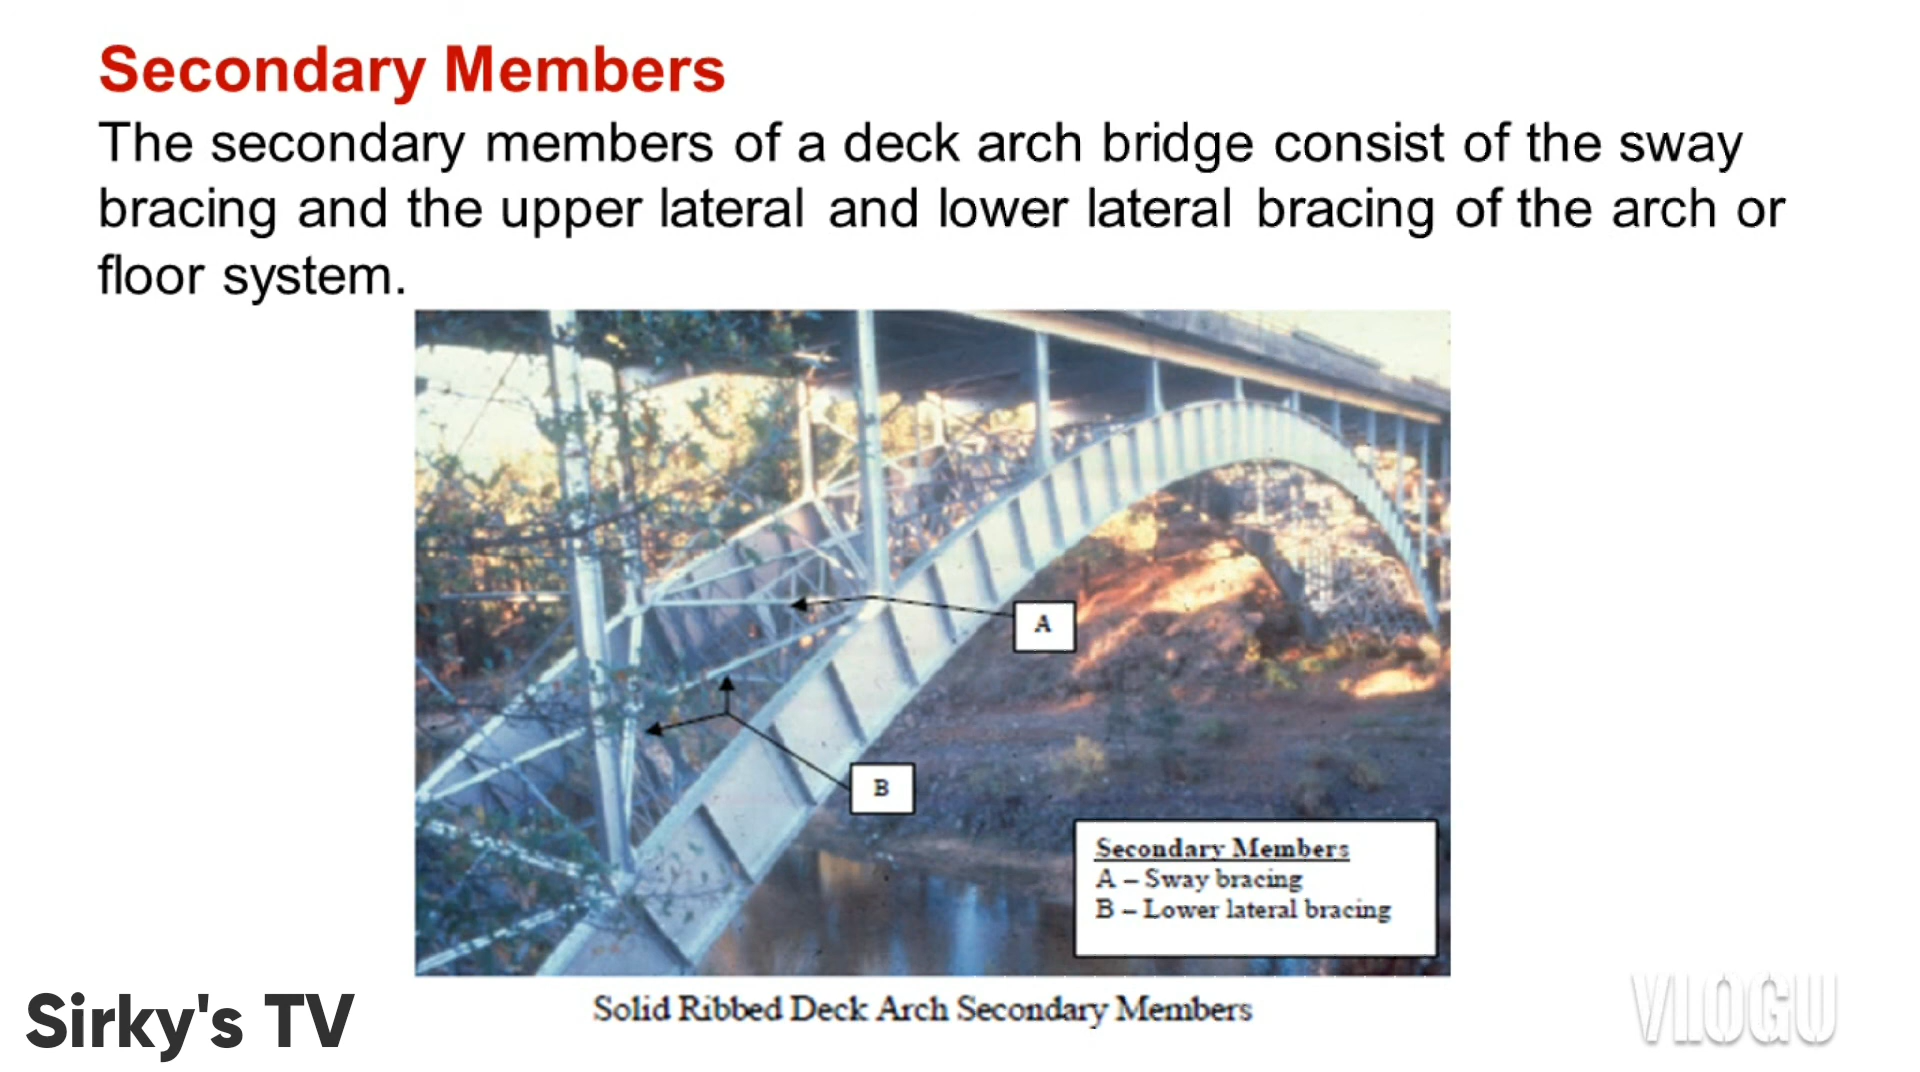 Secondary Members
The secondary members of a deck arch bridge consist of the sway
bracing and the upper lateral and lower lateral bracing of the arch or
floor system.
A
B
Secondary Members
A – Sway bracing
B – Lower lateral bracing
Solid Ribbed Deck Arch Secondary Members
Sirky's TV
VLOGU